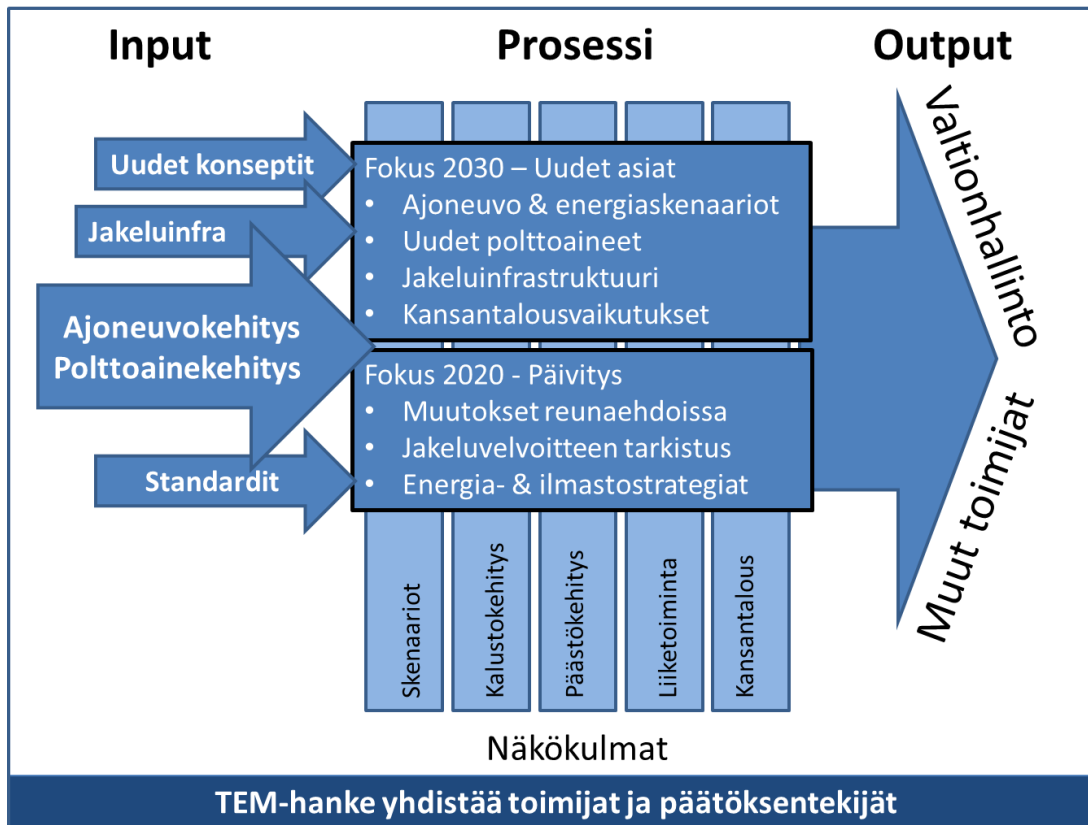 Input
Prosessi
Output
Uudet konseptit
Jakeluinfra
Ajoneuvokehitys
Polttoainekehitys
Standardit
Fokus 2030 – Uudet asiat
• Ajoneuvo & energiaskenaariot
• Uudet polttoaineet
• Jakeluinfrastruktuuri
• Kansantalousvaikutukset
Fokus 2020 - Päivitys
• Muutokset reunaehdoissa
• Jakeluvelvoitteen tarkistus
• Energia- & ilmastostrategiat
Skenaariot
Kalustokehitys
Päästökehitys
Liiketoiminta
Kansantalous
Näkökulmat
Valtionhallinto
Muut toimijat
TEM-hanke yhdistää toimijat ja päätöksentekijät